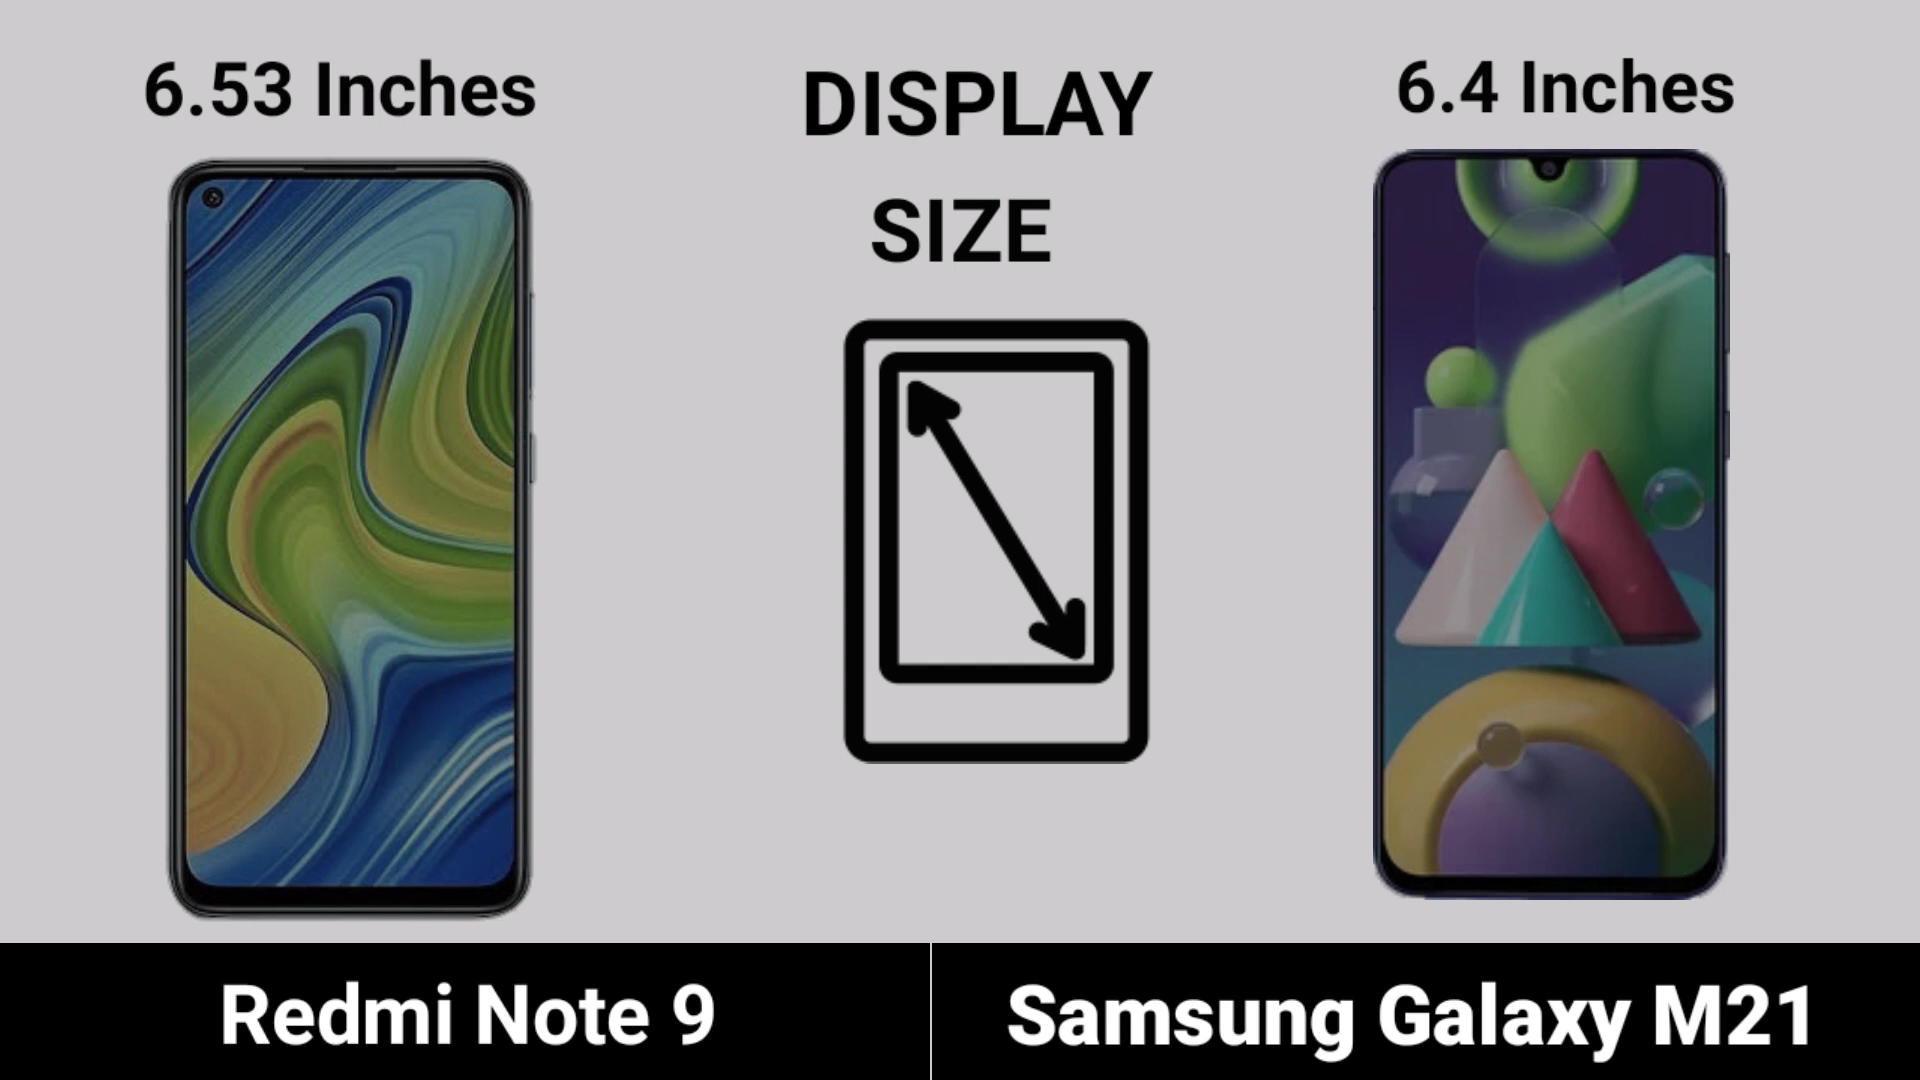 6.53 Inches
DISPLAY
SIZE
6.4 Inches
Redmi Note 9
Samsung Galaxy M21